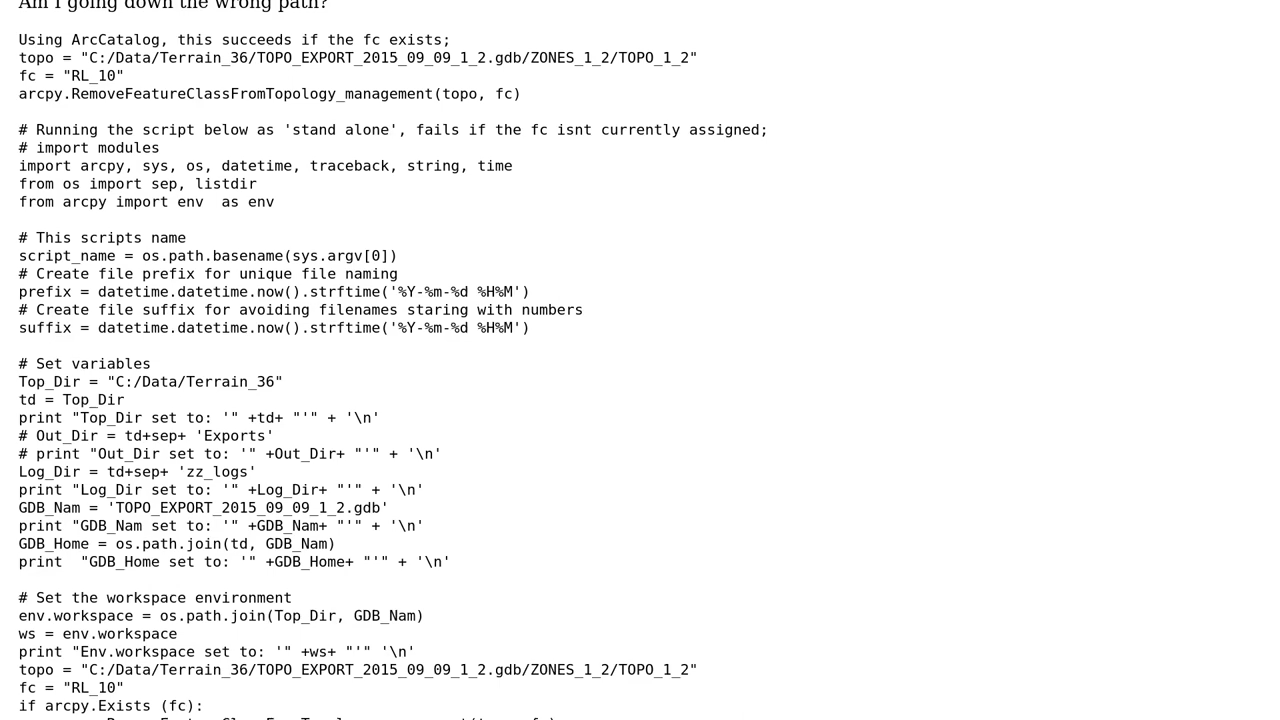 Am I going down the wrong path?
Using ArcCatalog, this succeeds if the fc exists;
topo = "C:/Data/Terrain_36/TOPO_EXPORT_2015_09_09_1_2.gdb/ZONES_1_2/TOPO_1_2"
fc = "RL_10"
arcpy.RemoveFeatureClassFromTopology_management(topo, fc)
# Running the script below as 'stand alone', fails if the fc isnt currently assigned;
# import modules
import arcpy, sys, os, datetime, traceback, string, time
from os import sep, listdir
from arcpy import env  as env
# This scripts name
script_name = os.path.basename(sys.argv[0])
# Create file prefix for unique file naming
prefix = datetime.datetime.now().strftime('%Y-%m-%d %H%M')
# Create file suffix for avoiding filenames staring with numbers
suffix = datetime.datetime.now().strftime('%Y-%m-%d %H%M')
# Set variables
Top_Dir = "C:/Data/Terrain_36"
td = Top_Dir
print "Top_Dir set to: '" +td+ "'" + '\n'
# Out_Dir = td+sep+ 'Exports'
# print "Out_Dir set to: '" +Out_Dir+ "'" + '\n'
Log_Dir = td+sep+ 'zz_logs'
print "Log_Dir set to: '" +Log_Dir+ "'" + '\n'
GDB_Nam = 'TOPO_EXPORT_2015_09_09_1_2.gdb'
print "GDB_Nam set to: '" +GDB_Nam+ "'" + '\n'
GDB_Home = os.path.join(td, GDB_Nam)
print  "GDB_Home set to: '" +GDB_Home+ "'" + '\n'
# Set the workspace environment
env.workspace = os.path.join(Top_Dir, GDB_Nam)
ws = env.workspace
print "Env.workspace set to: '" +ws+ "'" '\n'
topo = "C:/Data/Terrain_36/TOPO_EXPORT_2015_09_09_1_2.gdb/ZONES_1_2/TOPO_1_2"
fc = "RL_10"
if arcpy.Exists (fc):